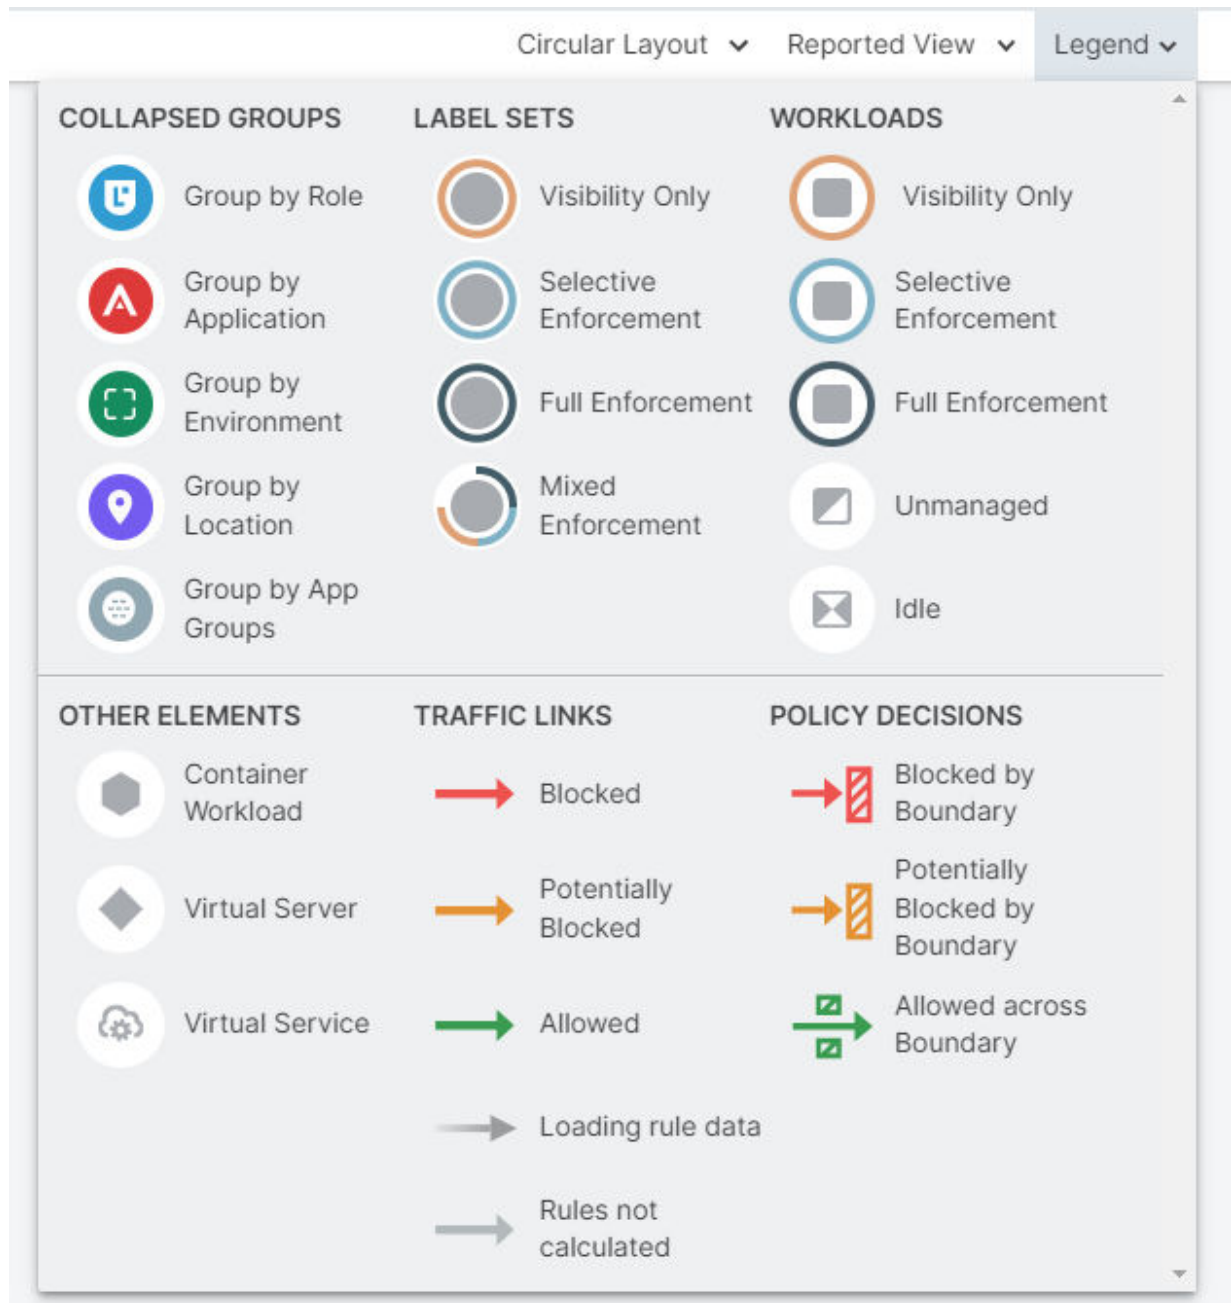 Circular Layout
Reported View
Legend
COLLAPSED GROUPS
Group by Role
Group by
Application
Group by
Environment
Group by
Location
Group by App
Groups
LABEL SETS
Visibility Only
Selective
Enforcement
Full Enforcement
Mixed
Enforcement
WORKLOADS
Visibility Only
Selective
Enforcement
Full Enforcement
Unmanaged
Idle
OTHER ELEMENTS
Container
Workload
Virtual Server
Virtual Service
TRAFFIC LINKS
Blocked
Potentially
Blocked
Allowed
Loading rule data
Rules not
calculated
POLICY DECISIONS
Blocked by
Boundary
Potentially
Blocked by
Boundary
Allowed across
Boundary